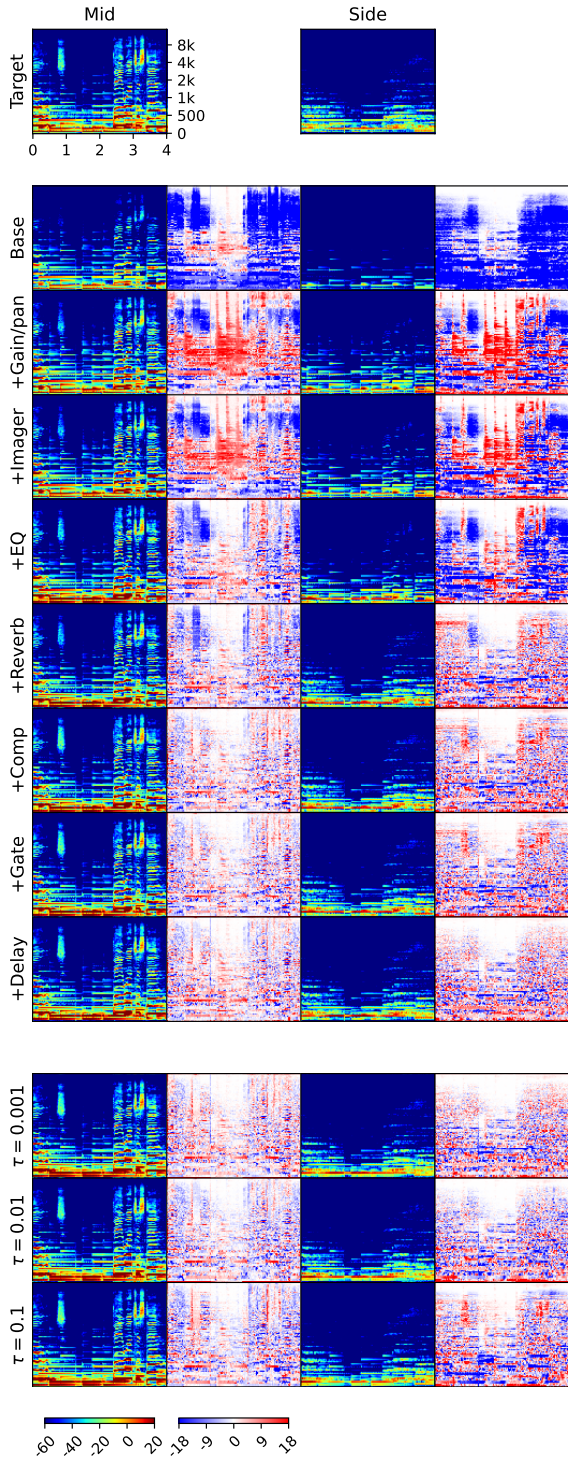 Mid Side
Target
8k
4k
2k
1k
500
0
0 1 2 3 4
Base
+Gain/pan
+Imager
+EQ
+Reverb
+Comp
+Gate
+Delay
τ = 0.001
τ = 0.01
τ = 0.1
-60 -40 -20 0 20 -18 -9 0 9 18